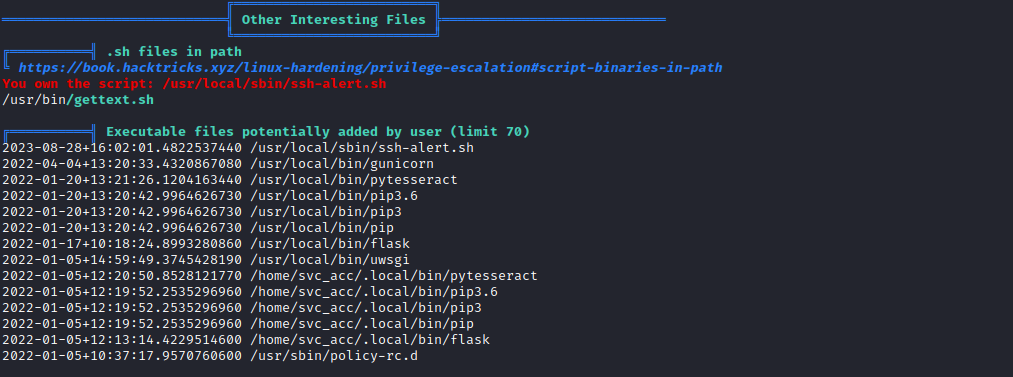 Other Interesting Files
.sh files in path
https://book.hacktricks.xyz/linux-hardening/privilege-escalation#script-binaries-in-path
You own the script: /usr/local/sbin/ssh-alert.sh
/usr/bin/gettext.sh
Executable files potentially added by user (limit 70)
2023-08-28+16:02:01.4822537440 /usr/local/sbin/ssh-alert.sh
2022-04-04+13:20:33.4320867080 /usr/local/bin/gunicorn
2022-01-20+13:21:26.1204163440 /usr/local/bin/pytesseract
2022-01-20+13:20:42.9964626730 /usr/local/bin/pip3.6
2022-01-20+13:20:42.9964626730 /usr/local/bin/pip3
2022-01-20+13:20:42.9964626730 /usr/local/bin/pip
2022-01-17+10:18:24.8993280860 /usr/local/bin/flask
2022-01-05+14:59:49.3745428190 /usr/local/bin/uwsgi
2022-01-05+12:20:50.8528121770 /home/svc_acc/.local/bin/pytesseract
2022-01-05+12:19:52.2535296960 /home/svc_acc/.local/bin/pip3.6
2022-01-05+12:19:52.2535296960 /home/svc_acc/.local/bin/pip3
2022-01-05+12:19:52.2535296960 /home/svc_acc/.local/bin/pip
2022-01-05+12:13:14.4229514600 /home/svc_acc/.local/bin/flask
2022-01-05+10:37:17.9570760600 /usr/sbin/policy-rc.d